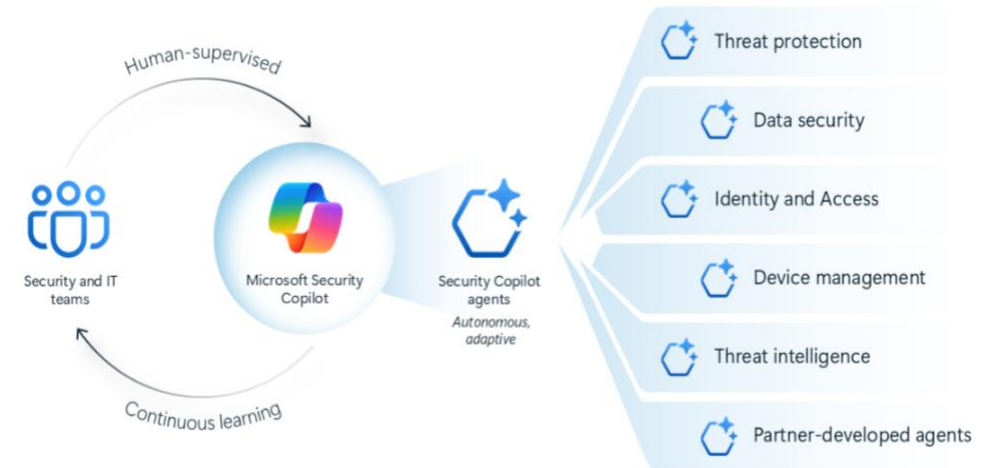 Human-supervised
Security and IT
teams
Microsoft Security
Copilot
Continuous learning
Security Copilot
agents
Autonomous,
adaptive
Threat protection
Data security
Identity and Access
Device management
Threat intelligence
Partner-developed agents